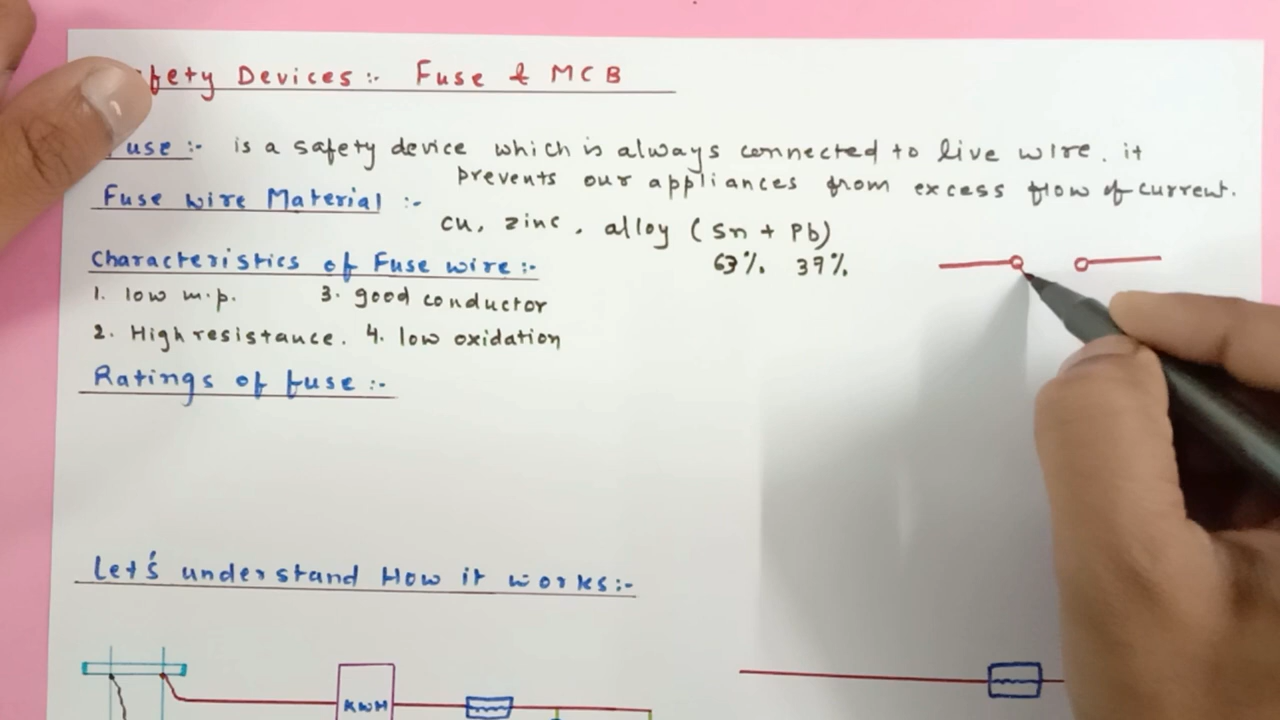 fety Devices:- Fuse & MCB
use :- is a safety device which is always connected to live wire. it
prevents our appliances from excess flow of current.
Fuse wire Material :-
cu, zinc, alloy (Sn + Pb)
63% 37%
Characteristics of Fuse wire:-
1. low m.p. 3. good conductor
2. High resistance. 4. low oxidation
Ratings of fuse :-
Let's understand How it works:-
KWH